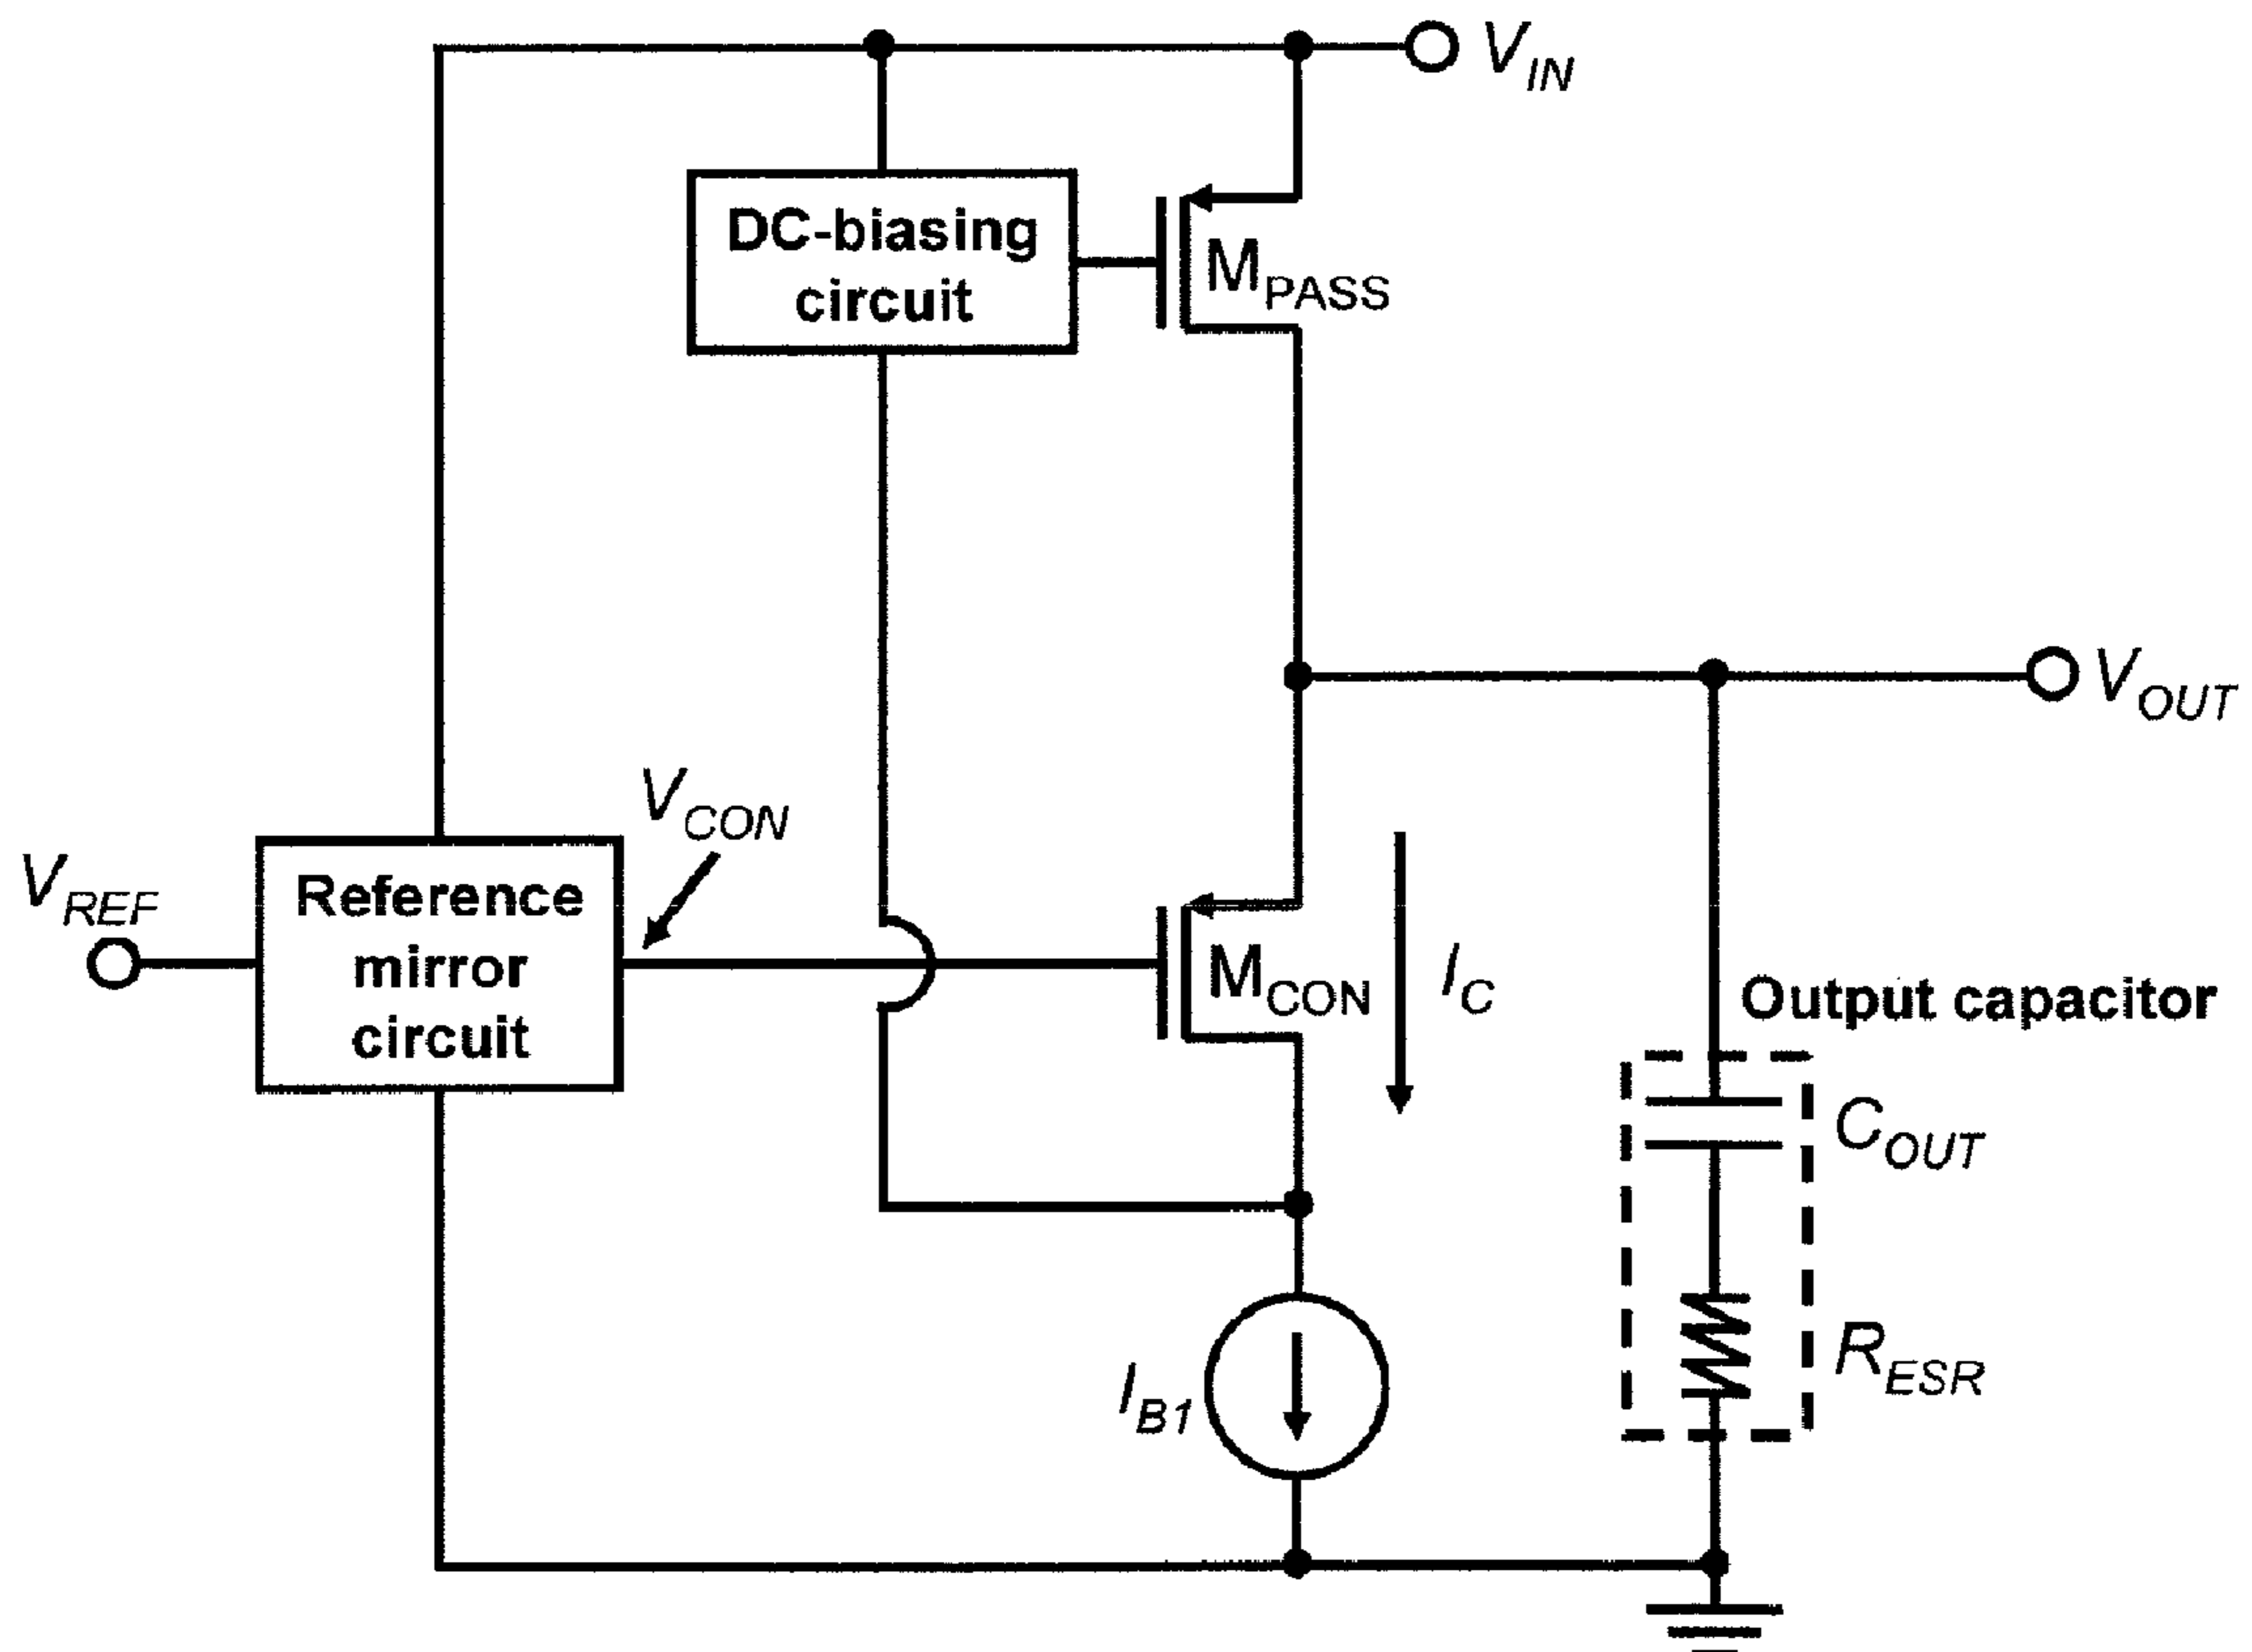 V_IN
DC-biasing
circuit
M_PASS
V_OUT
V_CON
V_REF
Reference
mirror
circuit
M_CON
I_C
Output capacitor
C_OUT
R_ESR
I_B1